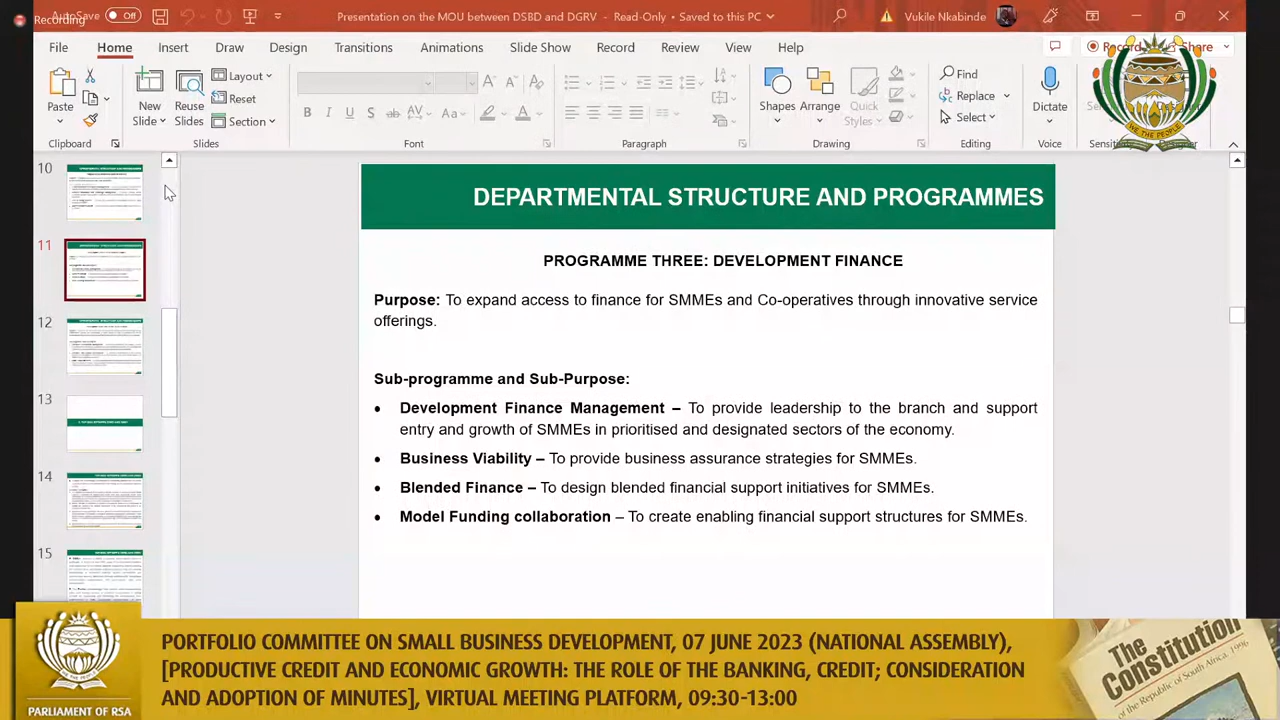 Recording
AutoSave Off
Presentation on the MOU between DSBD and DGRV - Read-Only • Saved to this PC
Vukile Nkabinde
File Home Insert Draw Design Transitions Animations Slide Show Record Review View Help
Record Share
Paste
New Slide
Reuse Slides
Layout
Reset
Section
Shapes
Arrange
Quick Styles
Find
Replace
Select
Dictate
Clipboard Slides Font Paragraph Drawing Editing Voice
WE THE PEOPLE
10
11
12
13
14
15
DEPARTMENTAL STRUCTURE AND PROGRAMMES
PROGRAMME THREE: DEVELOPMENT FINANCE
Purpose: To expand access to finance for SMMEs and Co-operatives through innovative service
offerings.
Sub-programme and Sub-Purpose:
• Development Finance Management – To provide leadership to the branch and support
entry and growth of SMMEs in prioritised and designated sectors of the economy.
• Business Viability – To provide business assurance strategies for SMMEs.
• Blended Finance – To design blended financial support initiatives for SMMEs.
• Model Funding collaboration – To create enabling financial support structures for SMMEs.
PARLIAMENT OF RSA
PORTFOLIO COMMITTEE ON SMALL BUSINESS DEVELOPMENT, 07 JUNE 2023 (NATIONAL ASSEMBLY),
[PRODUCTIVE CREDIT AND ECONOMIC GROWTH: THE ROLE OF THE BANKING, CREDIT; CONSIDERATION
AND ADOPTION OF MINUTES], VIRTUAL MEETING PLATFORM, 09:30-13:00
The
Constitution
of the Republic of South Africa, 1996